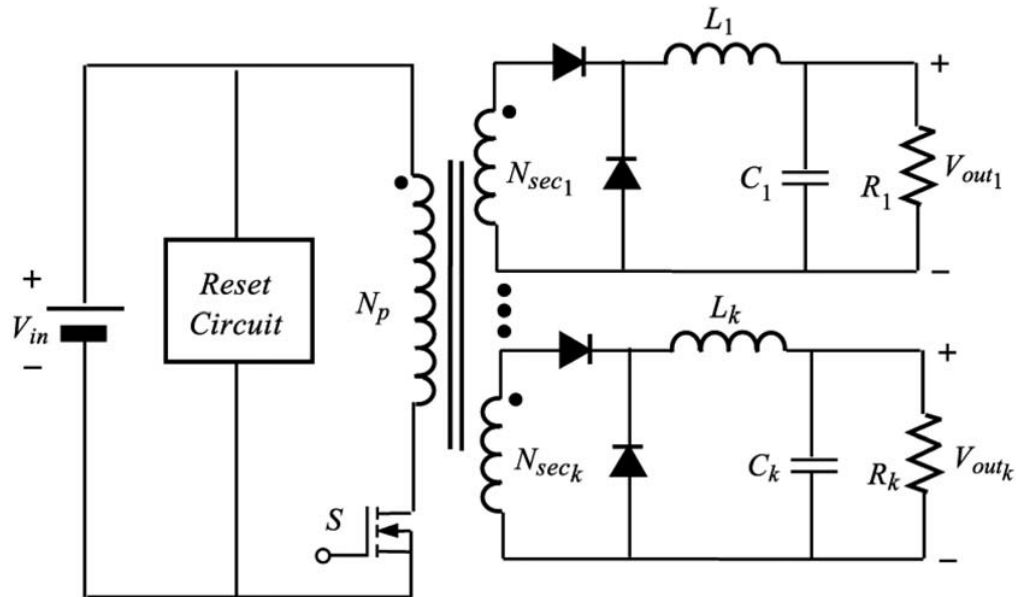 L1
+
Nsec1
C1
R1
Vout1
−
Reset
Circuit
Np
+
Vin
−
Lk
+
Nseck
Ck
Rk
Voutk
−
S